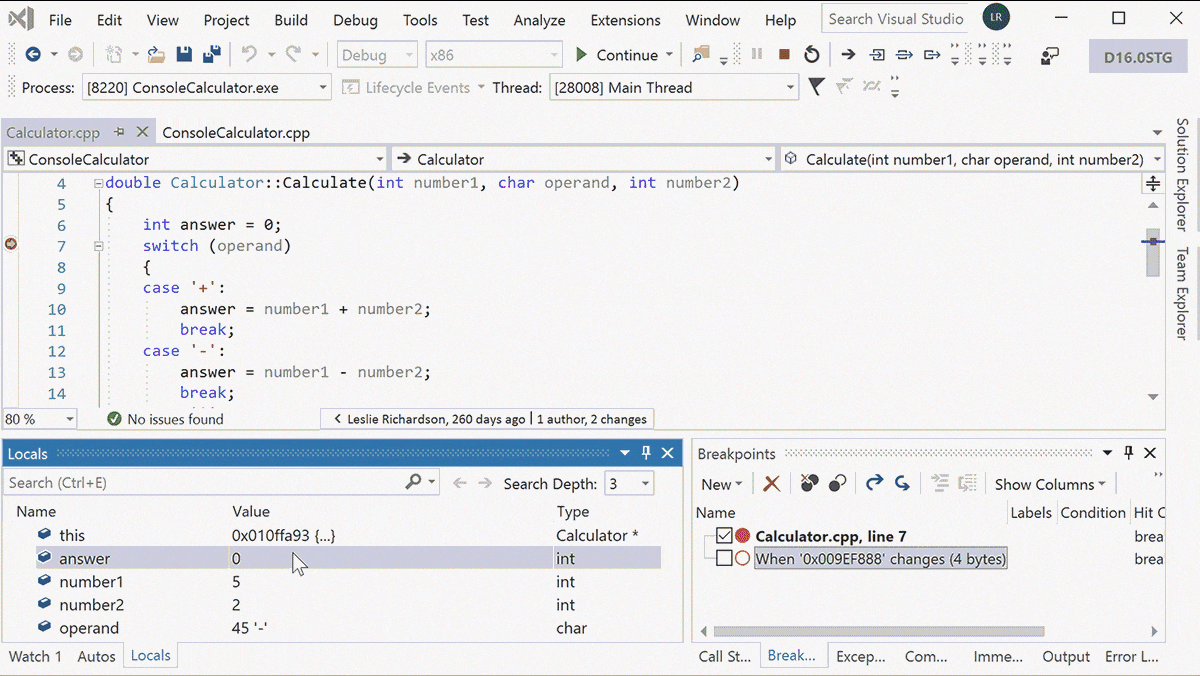 File Edit View Project Build Debug Tools Test Analyze Extensions Window Help Search Visual Studio LR
Debug x86 Continue D16.0STG
Process: [8220] ConsoleCalculator.exe Lifecycle Events Thread: [28008] Main Thread
Calculator.cpp ConsoleCalculator.cpp
ConsoleCalculator Calculator Calculate(int number1, char operand, int number2)
4 double Calculator::Calculate(int number1, char operand, int number2)
5 {
6 int answer = 0;
7 switch (operand)
8 {
9 case '+':
10 answer = number1 + number2;
11 break;
12 case '-':
13 answer = number1 - number2;
14 break;
80 % No issues found Leslie Richardson, 260 days ago | 1 author, 2 changes
Solution Explorer
Team Explorer
Locals
Search (Ctrl+E) Search Depth: 3
Name Value Type
this 0x010ffa93 {...} Calculator *
answer 0 int
number1 5 int
number2 2 int
operand 45 '-' char
Watch 1 Autos Locals
Breakpoints
New Show Columns
Name Labels Condition Hit C
Calculator.cpp, line 7 brea
When '0x009EF888' changes (4 bytes) brea
Call St... Break... Excep... Com... Imme... Output Error L...